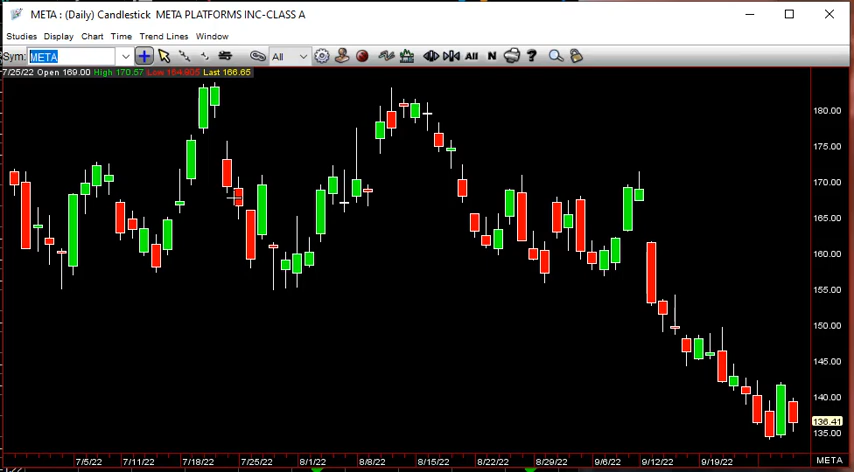 META : (Daily) Candlestick META PLATFORMS INC-CLASS A
Studies Display Chart Time Trend Lines Window
Sym: META All All N ?
7/25/22 Open 169.00 High 170.57 Low Last 166.65
180.00
175.00
170.00
165.00
160.00
155.00
150.00
145.00
140.00
136.41
135.00
7/5/22 7/11/22 7/18/22 7/25/22 8/1/22 8/8/22 8/15/22 8/22/22 8/29/22 9/6/22 9/12/22 9/19/22 META